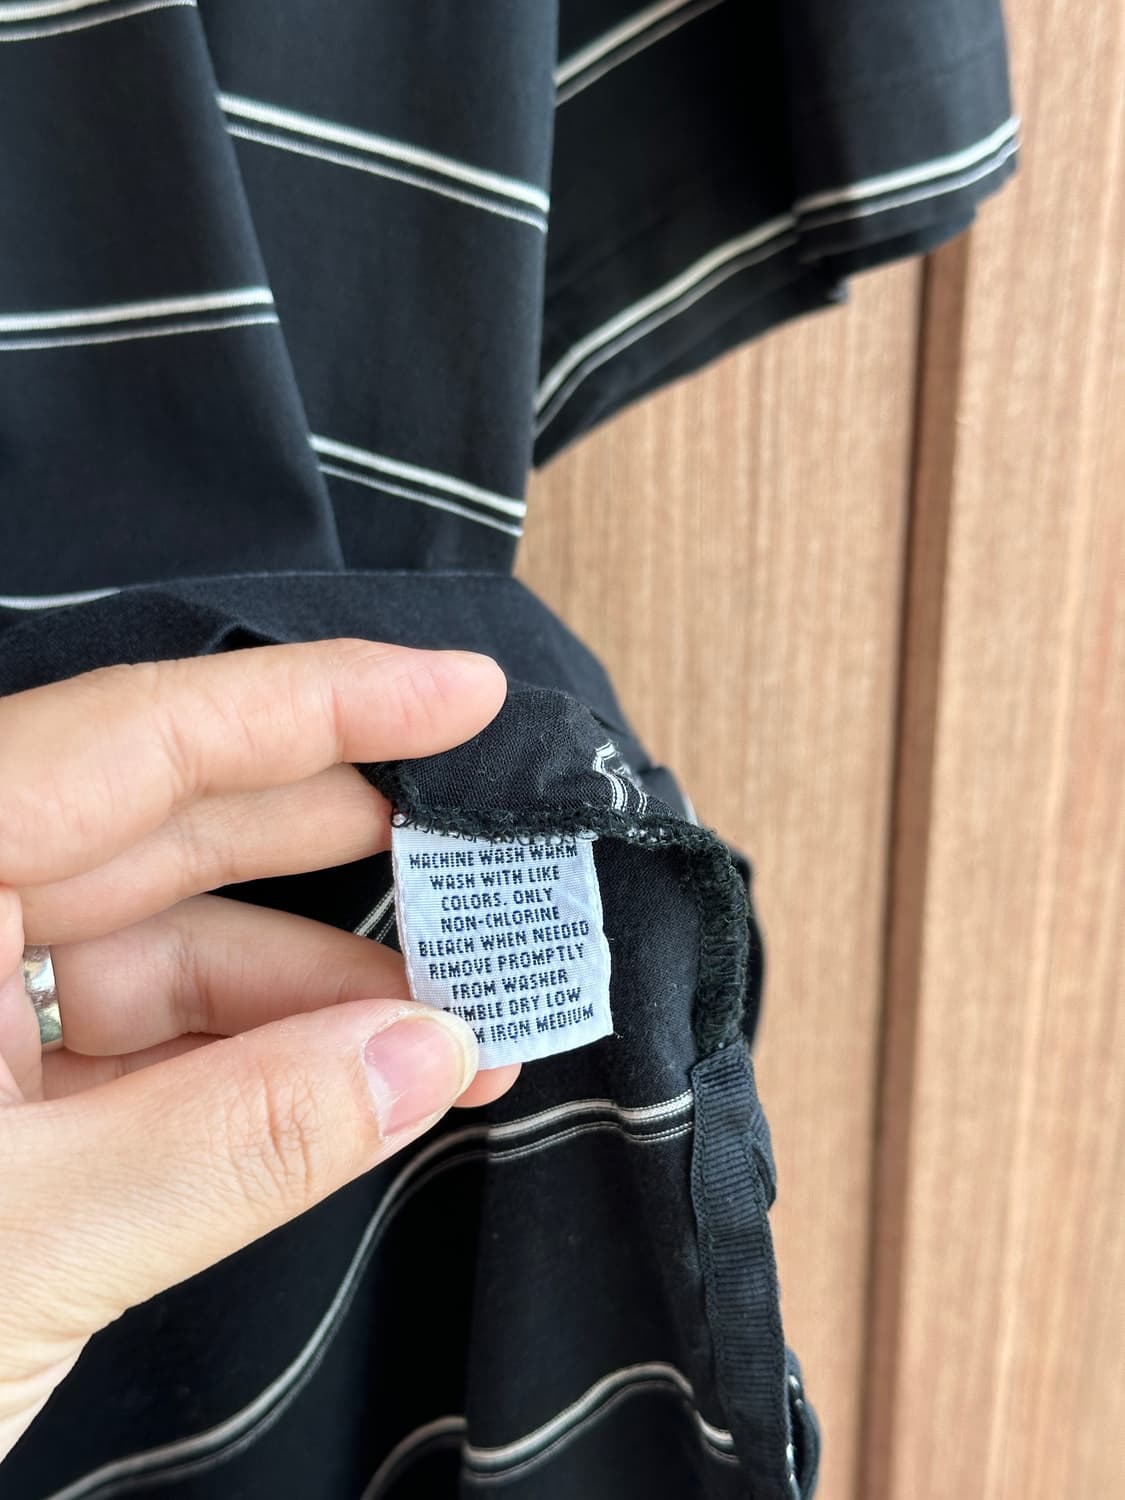 MACHINE WASH WARM
WASH WITH LIKE
COLORS. ONLY
NON-CHLORINE
BLEACH WHEN NEEDED
REMOVE PROMPTLY
FROM WASHER
TUMBLE DRY LOW
IRON MEDIUM